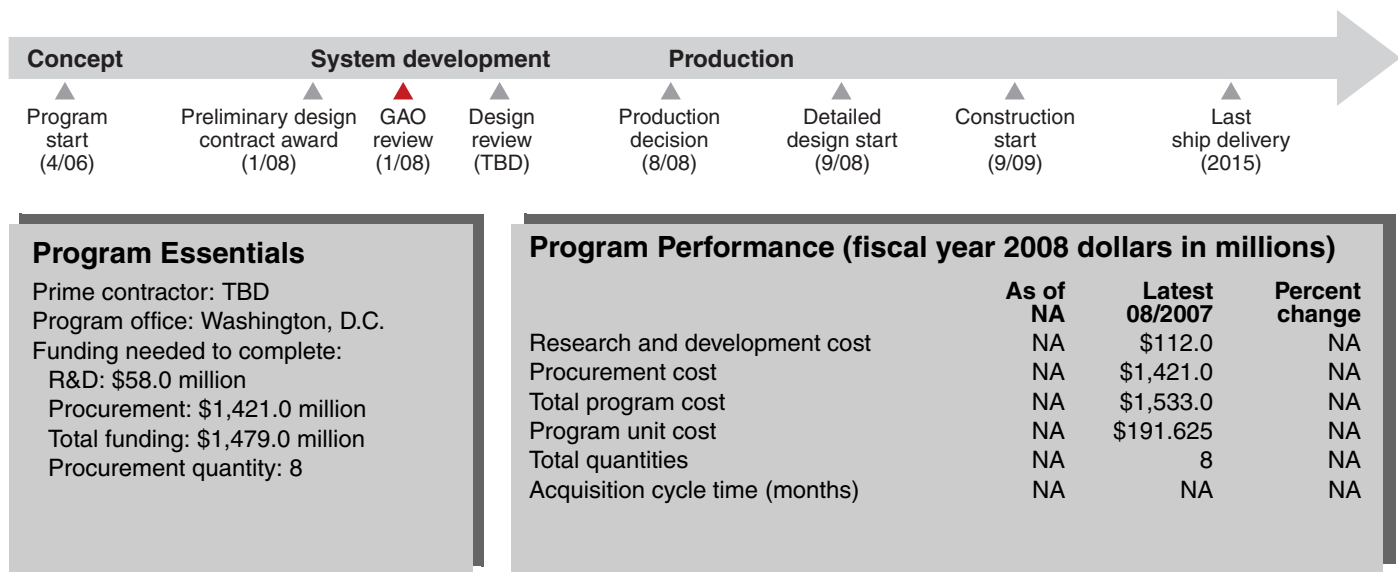 Concept System development Production
Program start (4/06)
Preliminary design contract award (1/08)
GAO review (1/08)
Design review (TBD)
Production decision (8/08)
Detailed design start (9/08)
Construction start (9/09)
Last ship delivery (2015)
Program Essentials
Prime contractor: TBD
Program office: Washington, D.C.
Funding needed to complete:
R&D: $58.0 million
Procurement: $1,421.0 million
Total funding: $1,479.0 million
Procurement quantity: 8
Program Performance (fiscal year 2008 dollars in millions)
As of Latest Percent
NA 08/2007 change
Research and development cost NA $112.0 NA
Procurement cost NA $1,421.0 NA
Total program cost NA $1,533.0 NA
Program unit cost NA $191.625 NA
Total quantities NA 8 NA
Acquisition cycle time (months) NA NA NA